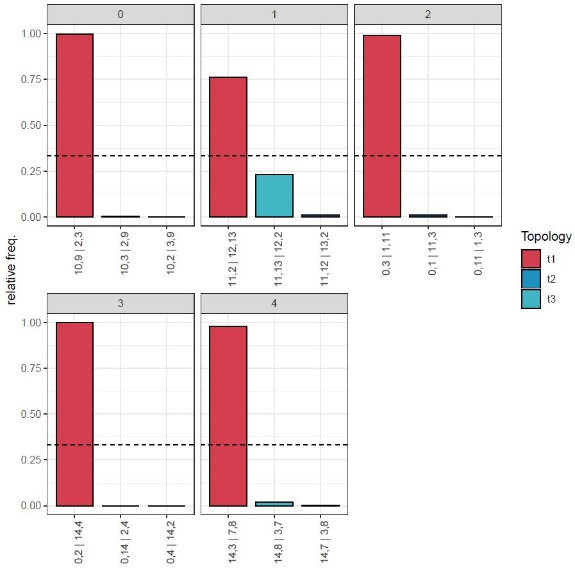 0
1
2
1.00
0.75
0.50
0.25
0.00
10,9 | 2,3
10,3 | 2,9
10,2 | 3,9
11,2 | 12,13
11,13 | 12,2
11,12 | 13,2
0,3 | 1,11
0,1 | 11,3
0,11 | 1,3
relative freq.
Topology
t1
t2
t3
3
4
1.00
0.75
0.50
0.25
0.00
0,2 | 14,4
0,14 | 2,4
0,4 | 14,2
14,3 | 7,8
14,8 | 3,7
14,7 | 3,8